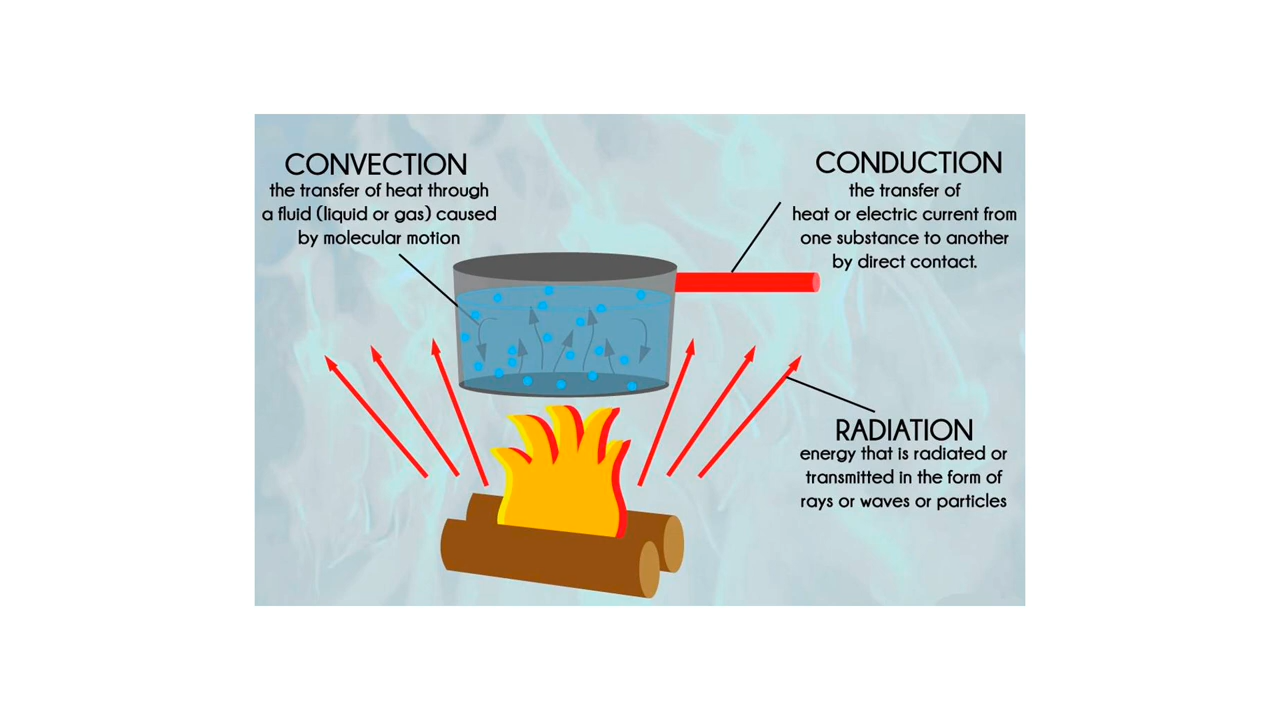 CONVECTION
the transfer of heat through
a fluid (liquid or gas) caused
by molecular motion
CONDUCTION
the transfer of
heat or electric current from
one substance to another
by direct contact.
RADIATION
energy that is radiated or
transmitted in the form of
rays or waves or particles